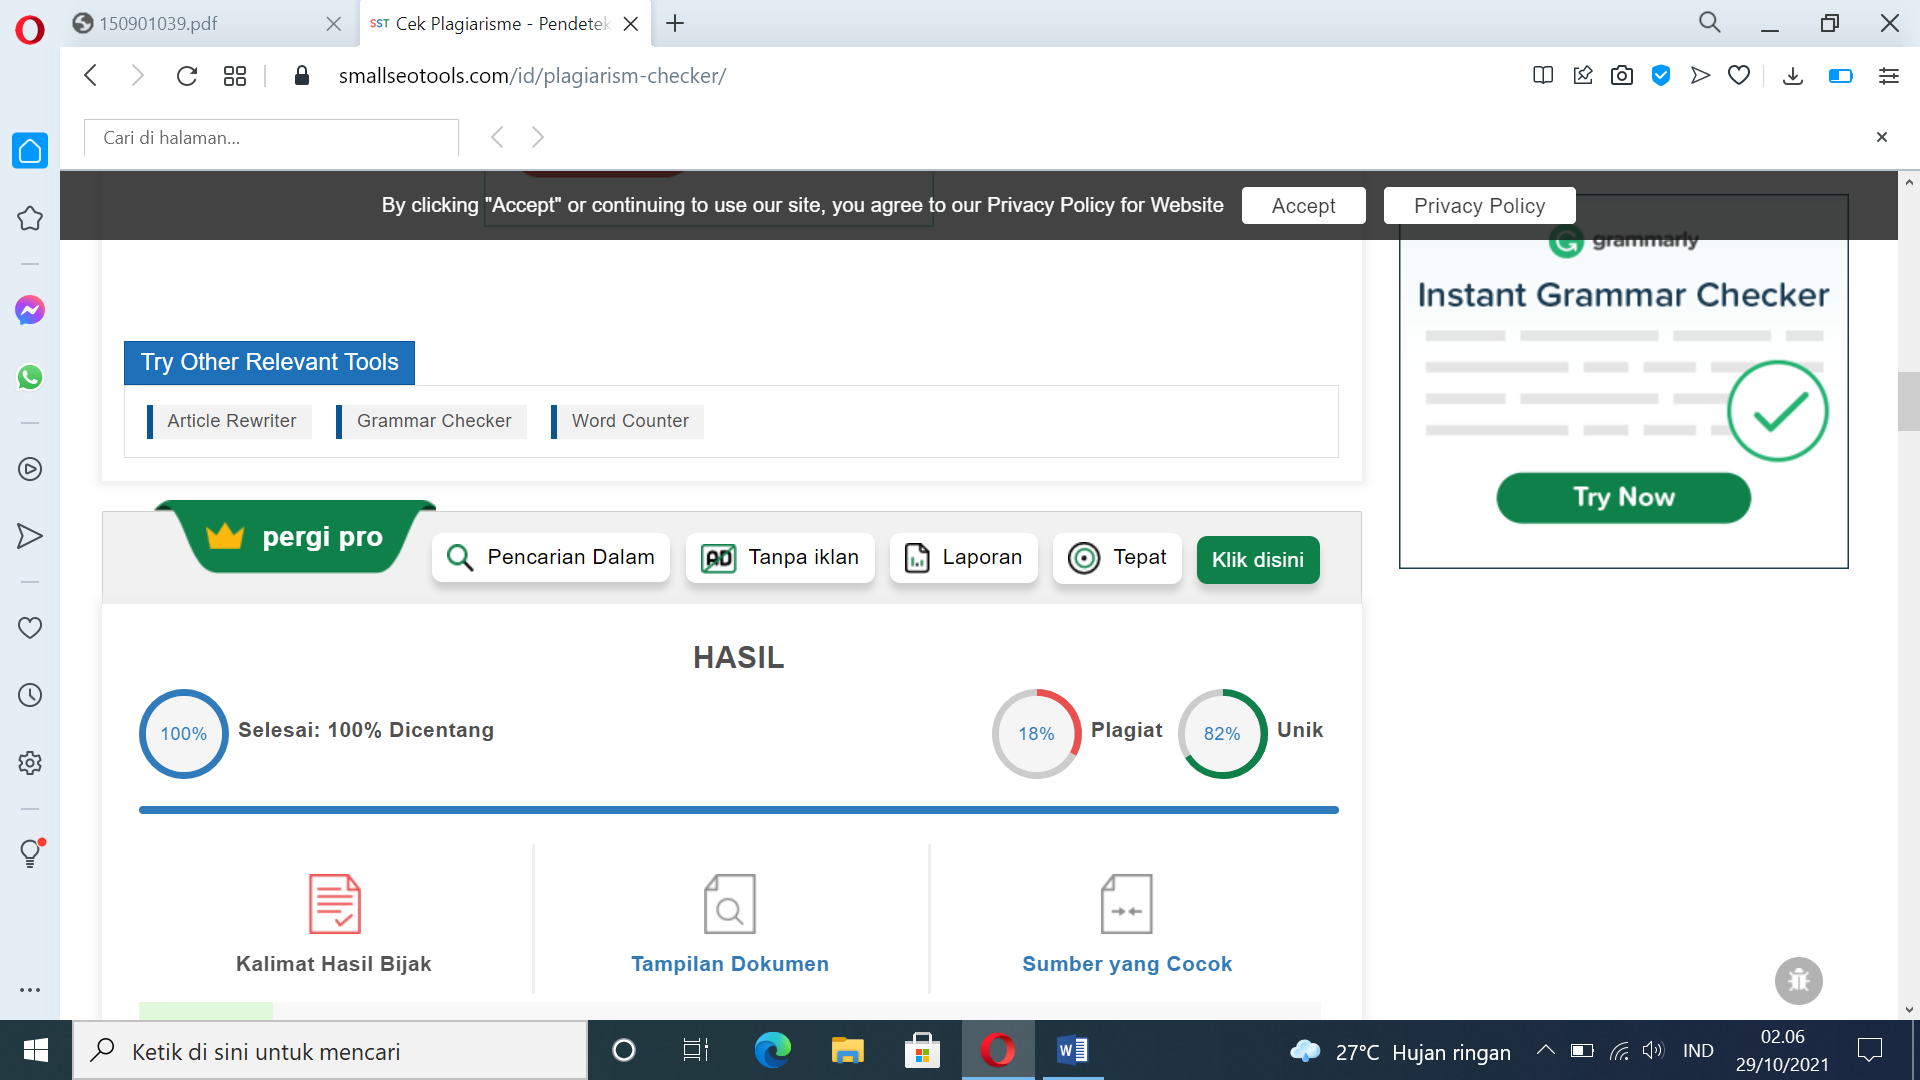 150901039.pdf
SST Cek Plagiarisme - Pendetek
smallseotools.com/id/plagiarism-checker/
Cari di halaman...
By clicking "Accept" or continuing to use our site, you agree to our Privacy Policy for Website
Accept
Privacy Policy
grammarly
Instant Grammar Checker
Try Now
Try Other Relevant Tools
Article Rewriter
Grammar Checker
Word Counter
pergi pro
Pencarian Dalam
AD
Tanpa iklan
Laporan
Tepat
Klik disini
HASIL
100%
Selesai: 100% Dicentang
18%
Plagiat
82%
Unik
Kalimat Hasil Bijak
Tampilan Dokumen
Sumber yang Cocok
Ketik di sini untuk mencari
27°C Hujan ringan
IND
02.06
29/10/2021